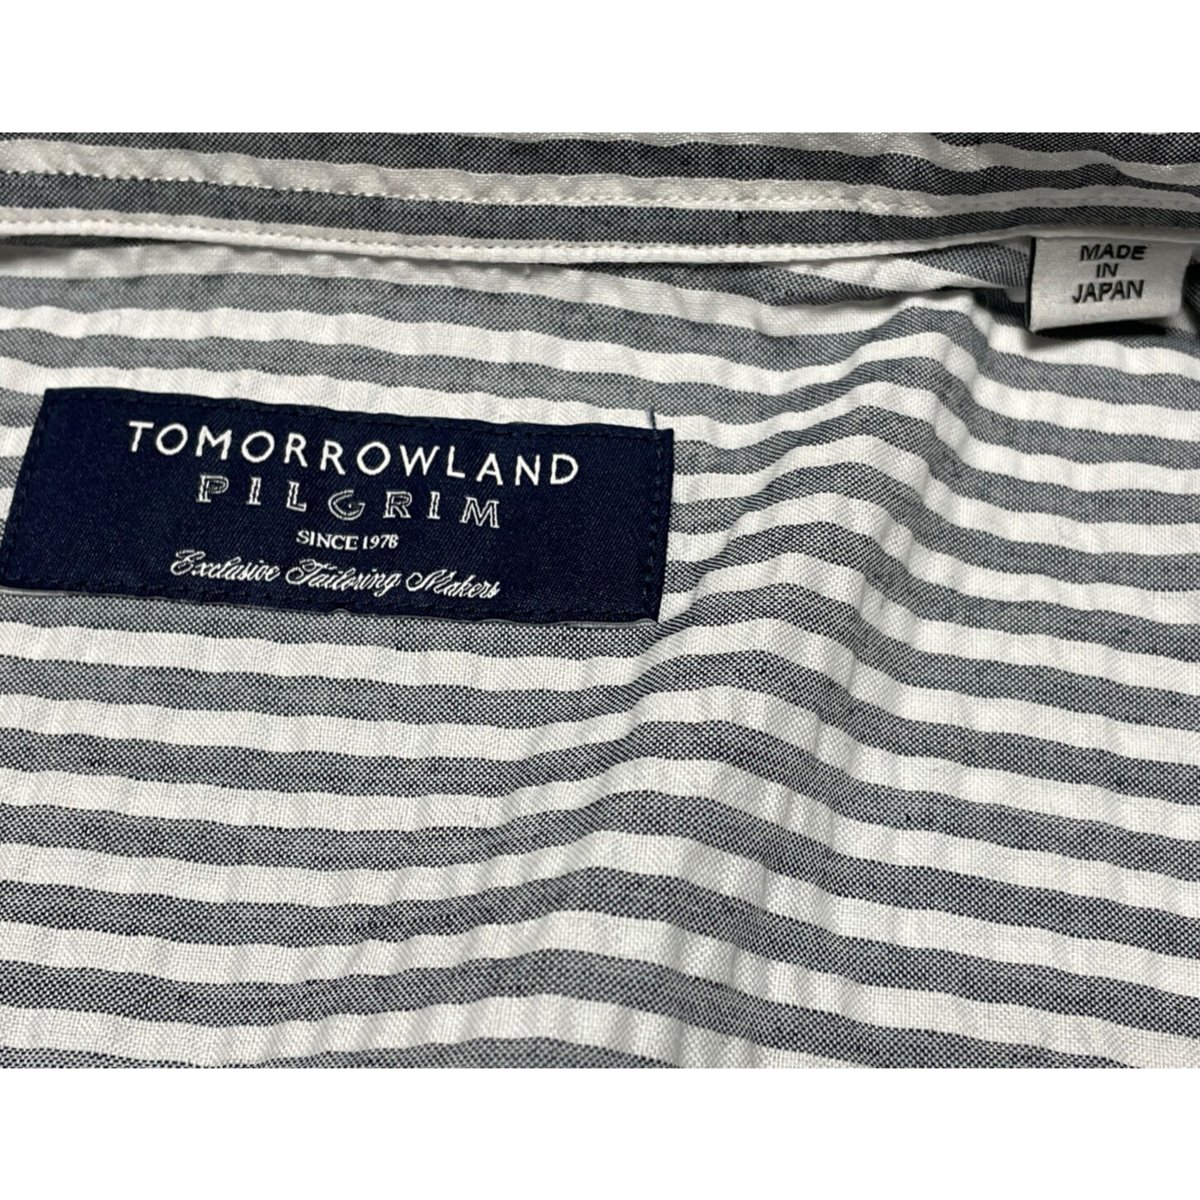 MADE
IN
JAPAN
TOMORROWLAND
PILGRIM
SINCE 1978
Exclusive Tailoring Makers